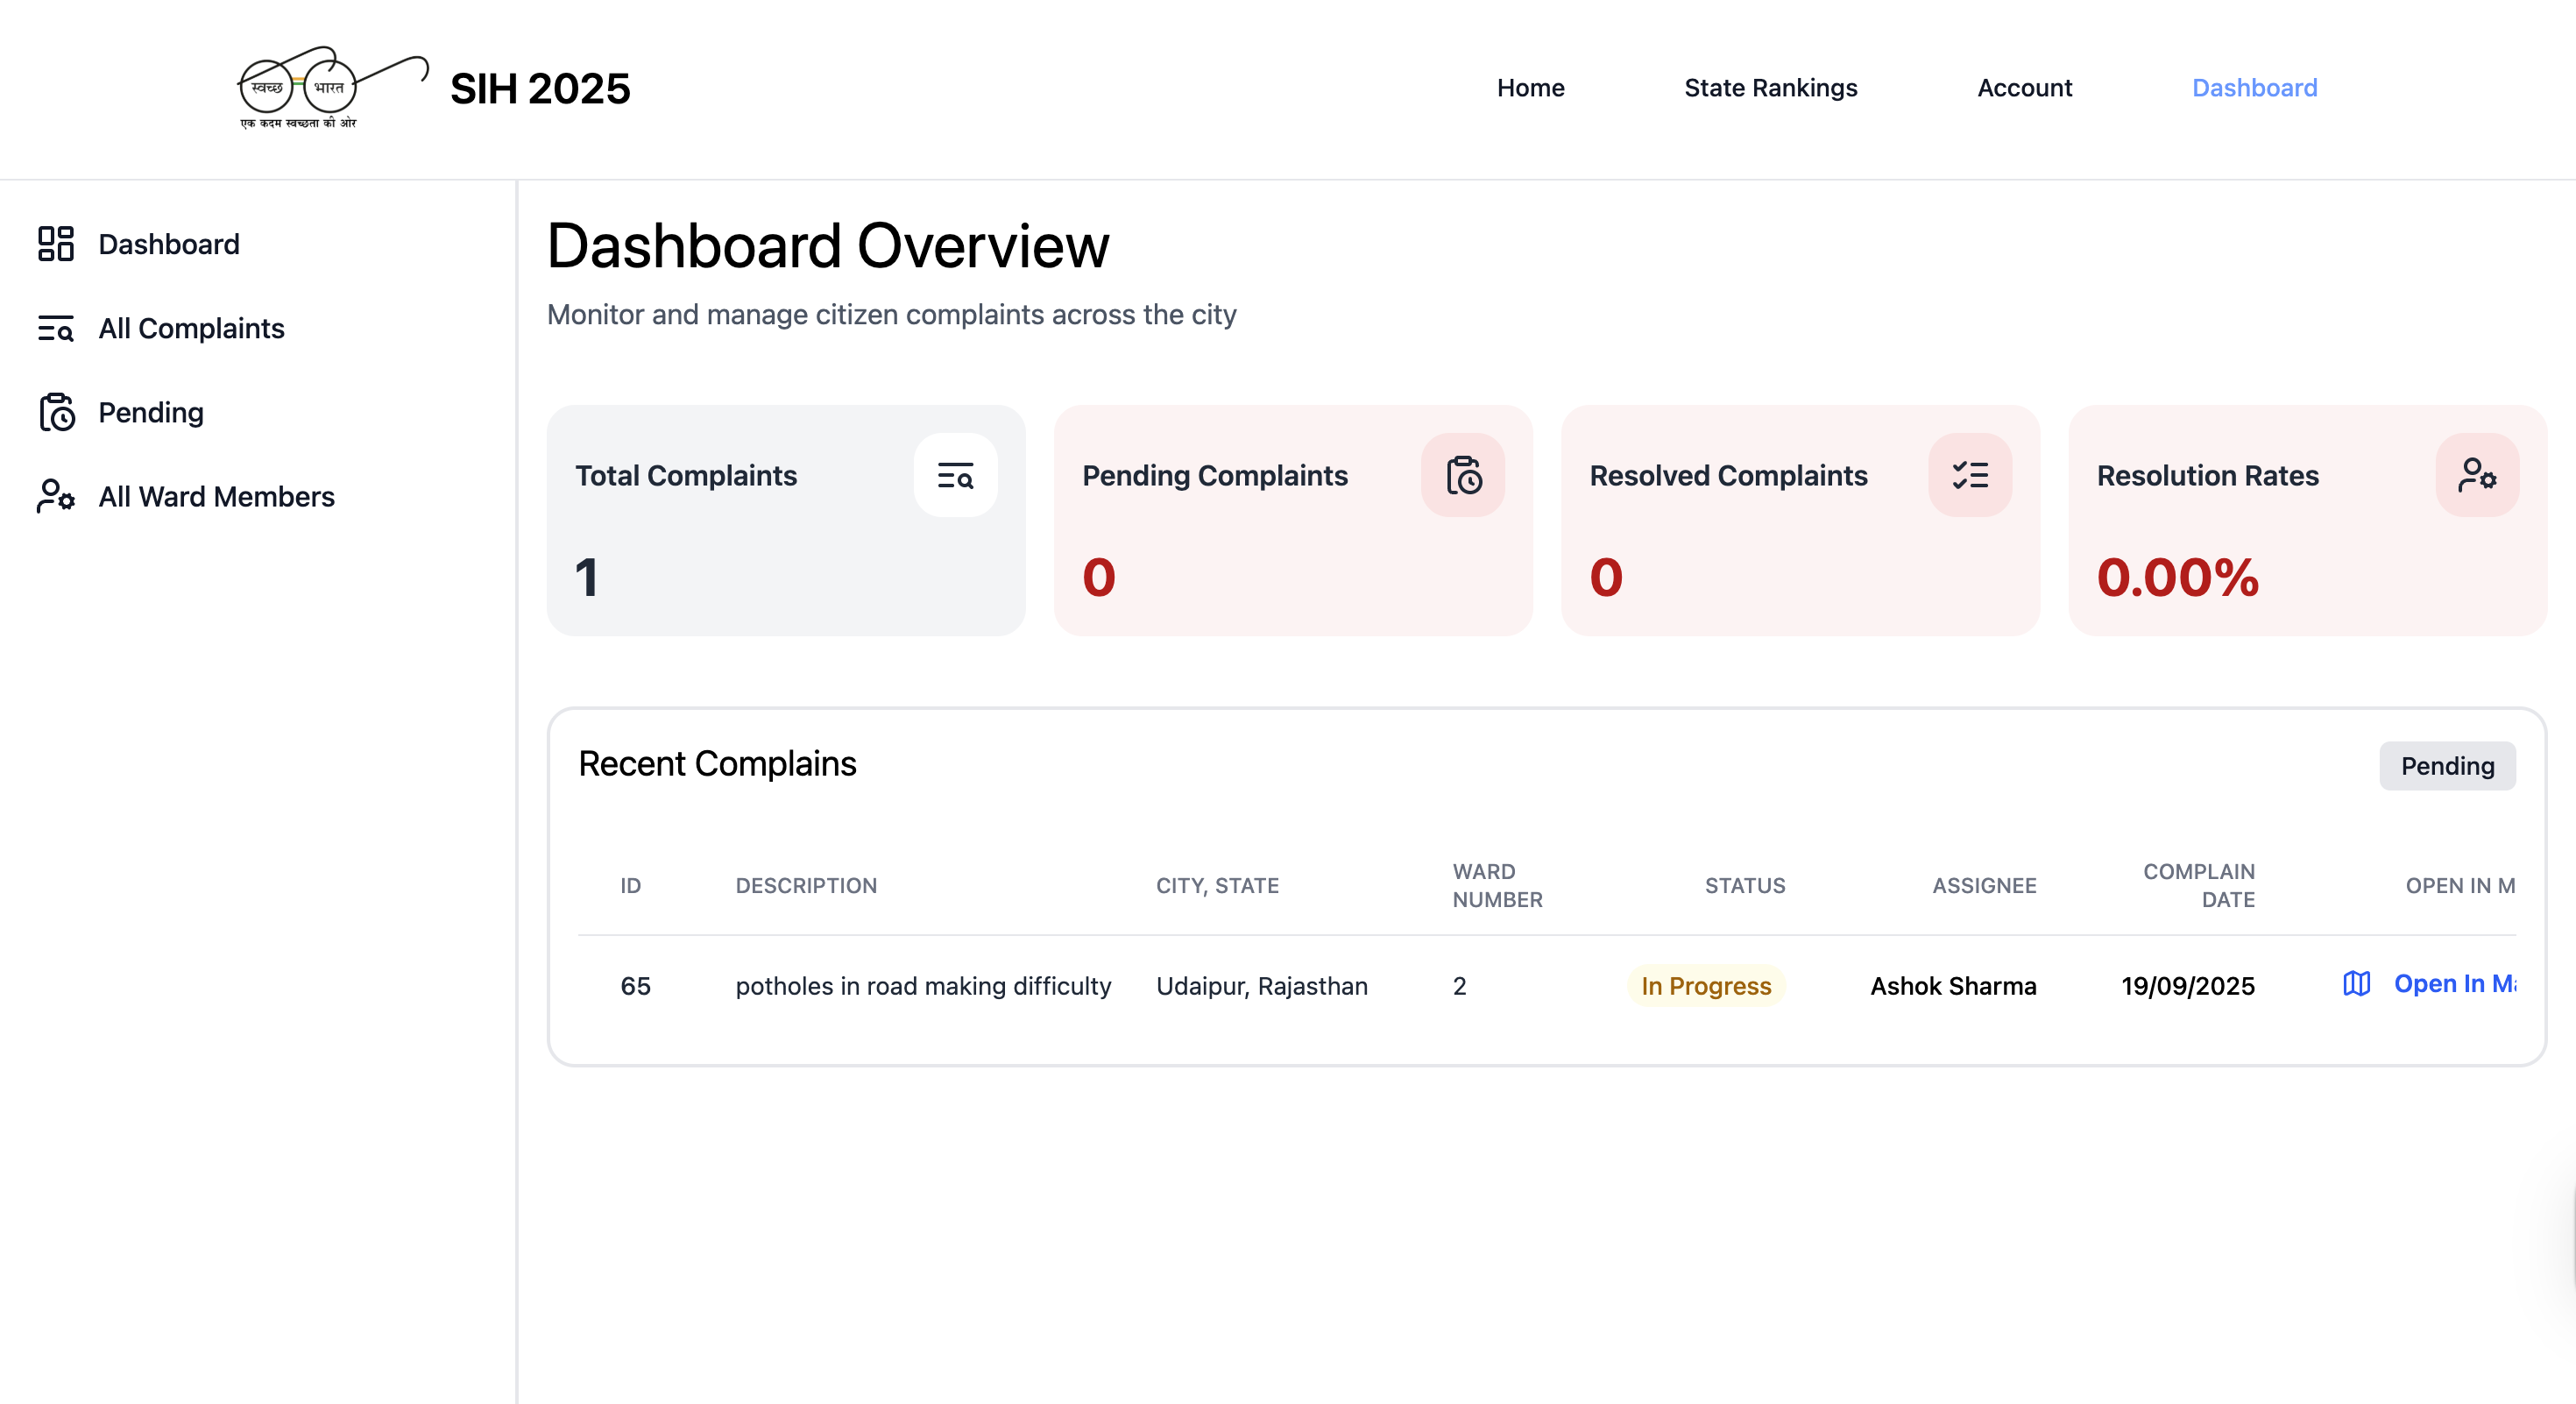 स्वच्छ भारत
एक कदम स्वच्छता की ओर
SIH 2025
Home
State Rankings
Account
Dashboard
Dashboard
All Complaints
Pending
All Ward Members
Dashboard Overview
Monitor and manage citizen complaints across the city
Total Complaints
1
Pending Complaints
0
Resolved Complaints
0
Resolution Rates
0.00%
Recent Complains
Pending
ID DESCRIPTION CITY, STATE WARD NUMBER STATUS ASSIGNEE COMPLAIN DATE OPEN IN M
65 potholes in road making difficulty Udaipur, Rajasthan 2 In Progress Ashok Sharma 19/09/2025 Open In M